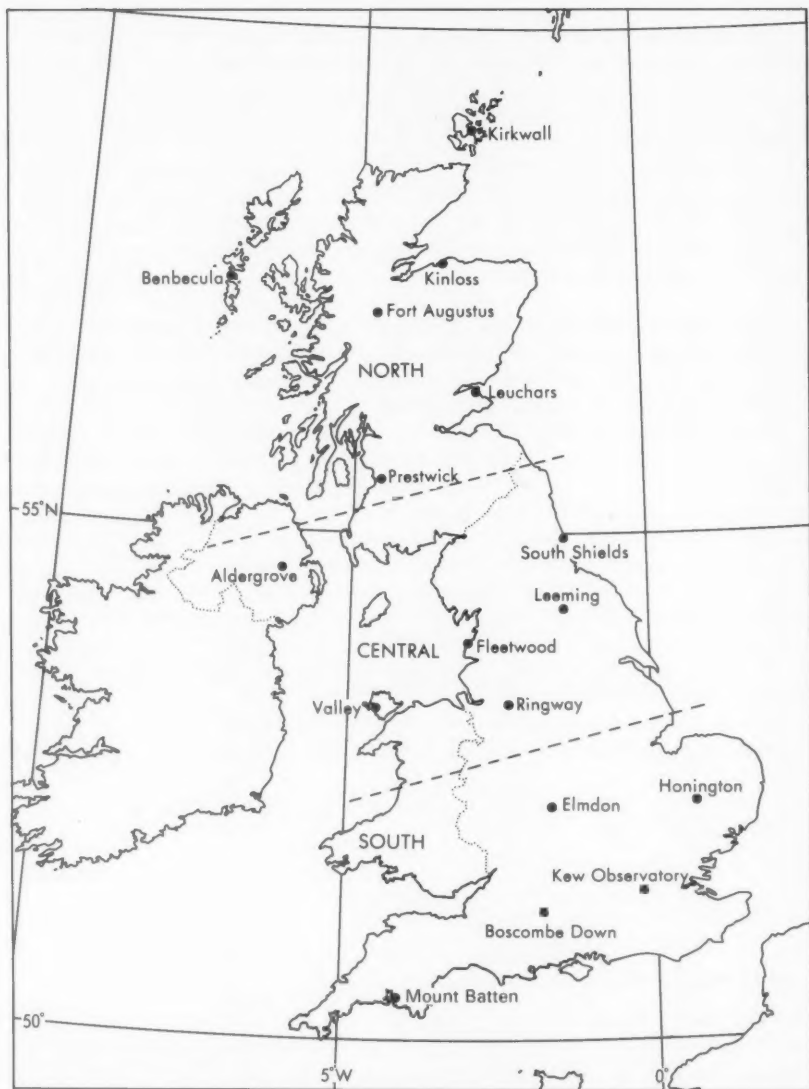 Kirkwall
Benbecula
Kinloss
Fort Augustus
NORTH
Leuchars
Prestwick
55°N
South Shields
Aldergrove
Leeming
CENTRAL
Fleetwood
Valley
Ringway
Honington
Elmdon
SOUTH
Kew Observatory
Boscombe Down
Mount Batten
50°
5°W
0°